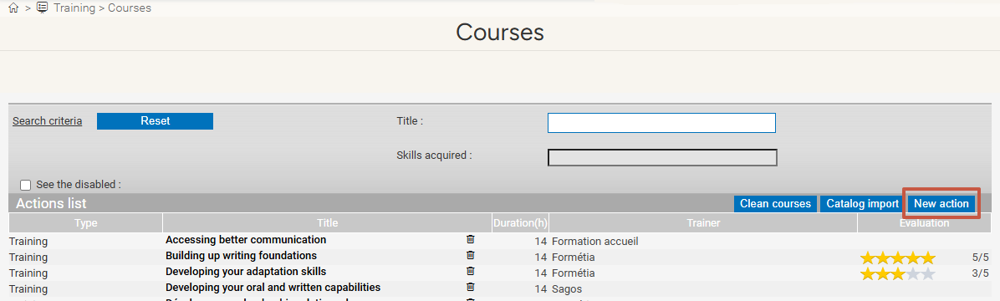 > Training > Courses
Courses
Search criteria Reset Title :
Skills acquired :
See the disabled :
Actions list Clean courses Catalog import New action
Type Title Duration(h) Trainer Evaluation
Training Accessing better communication 14 Formation accueil
Training Building up writing foundations 14 Formétia 5/5
Training Developing your adaptation skills 14 Formétia 3/5
Training Developing your oral and written capabilities 14 Sagos